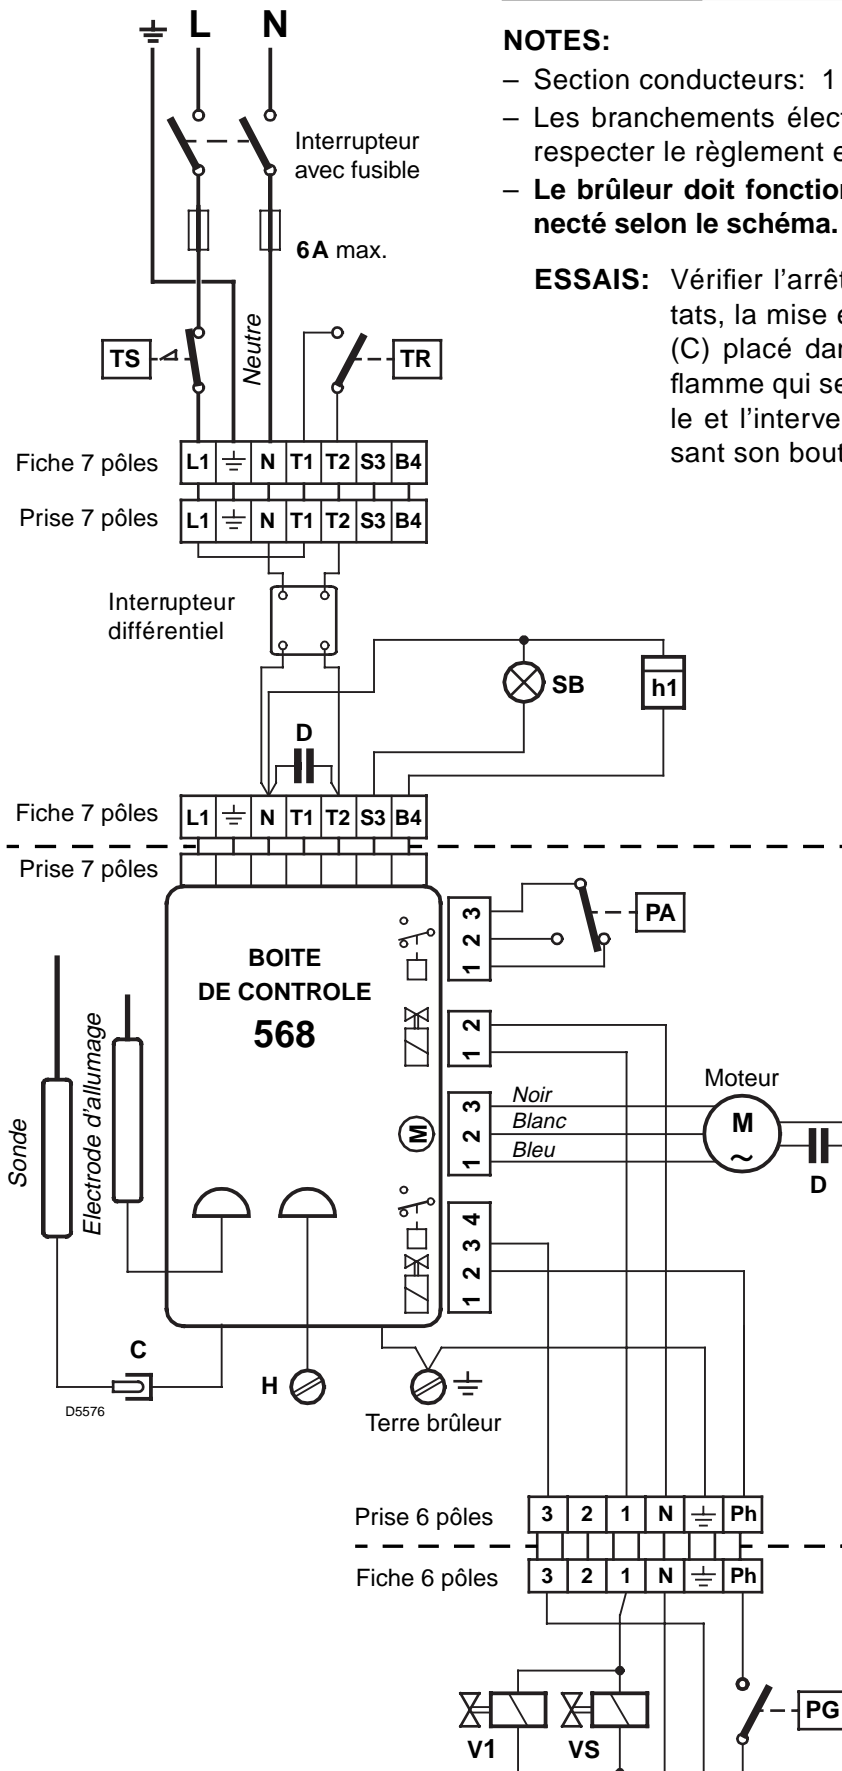 L N
NOTES:
– Section conducteurs: 1
– Les branchements élect
respecter le règlement e
– Le brûleur doit fonction
necté selon le schéma.
ESSAIS: Vérifier l'arrêt
tats, la mise e
(C) placé dan
flamme qui se
le et l'interve
sant son bout
Interrupteur
avec fusible
6A max.
Neutre
TS
TR
Fiche 7 pôles L1 N T1 T2 S3 B4
Prise 7 pôles L1 N T1 T2 S3 B4
Interrupteur
différentiel
SB
h1
D
Fiche 7 pôles L1 N T1 T2 S3 B4
Prise 7 pôles
BOITE
DE CONTROLE
568
3
2
1
PA
2
1
3
2
1
Noir
Blanc
Bleu
M
Moteur
M
~
D
4
3
2
1
Sonde
Electrode d'allumage
C
D5576
H
Terre brûleur
Prise 6 pôles 3 2 1 N Ph
Fiche 6 pôles 3 2 1 N Ph
V1
VS
PG